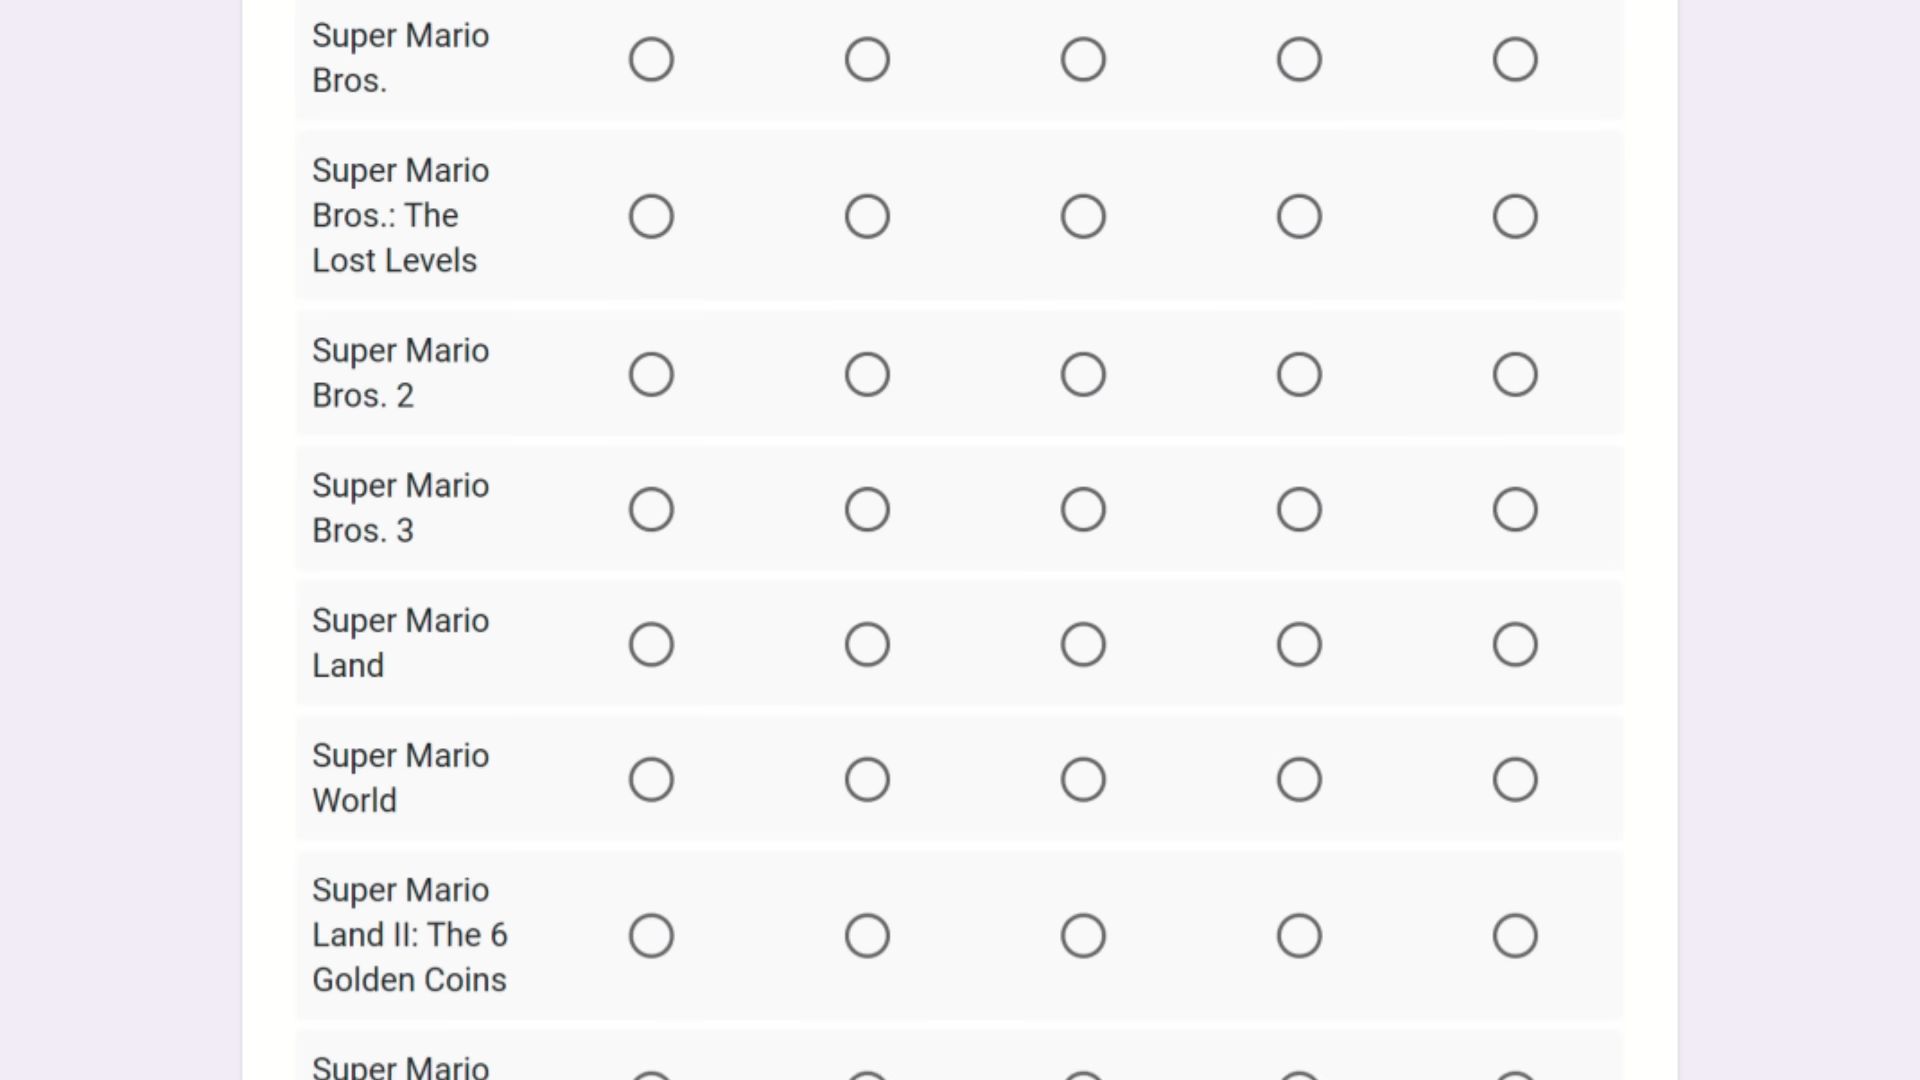 Super Mario
Bros.
Super Mario
Bros.: The
Lost Levels
Super Mario
Bros. 2
Super Mario
Bros. 3
Super Mario
Land
Super Mario
World
Super Mario
Land II: The 6
Golden Coins
Super Mario